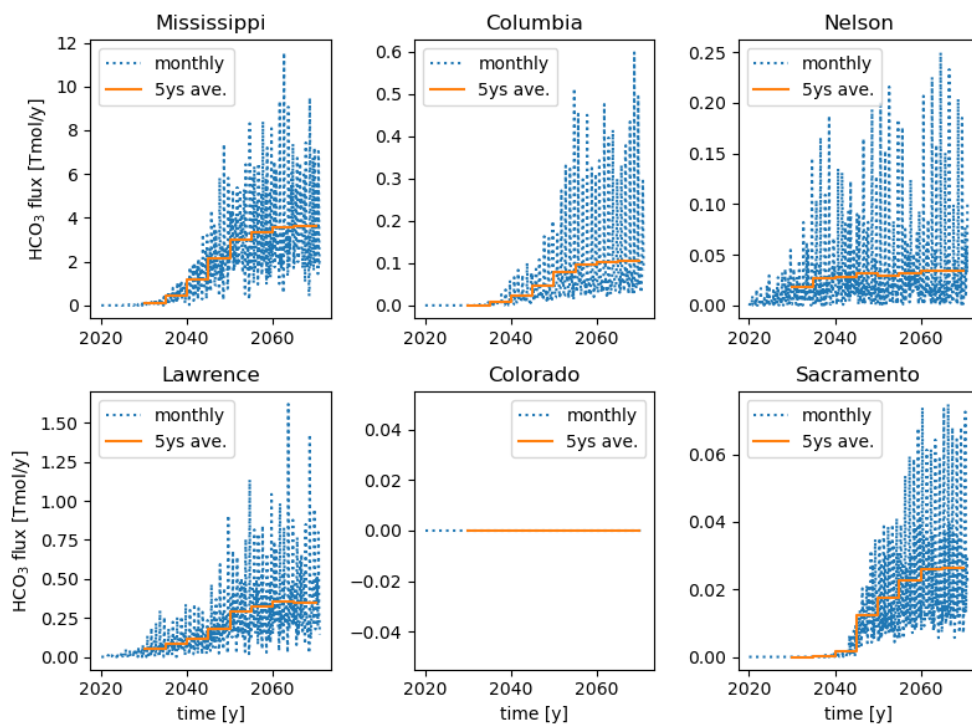 Mississippi
12
10
8
6
4
2
0
HCO₃ flux [Tmol/y]
monthly
5ys ave.
2020 2040 2060
Columbia
0.6
0.5
0.4
0.3
0.2
0.1
0.0
monthly
5ys ave.
2020 2040 2060
Nelson
0.25
0.20
0.15
0.10
0.05
0.00
monthly
5ys ave.
2020 2040 2060
Lawrence
1.50
1.25
1.00
0.75
0.50
0.25
0.00
HCO₃ flux [Tmol/y]
monthly
5ys ave.
2020 2040 2060
time [y]
Colorado
0.04
0.02
0.00
−0.02
−0.04
monthly
5ys ave.
2020 2040 2060
time [y]
Sacramento
0.06
0.04
0.02
0.00
monthly
5ys ave.
2020 2040 2060
time [y]